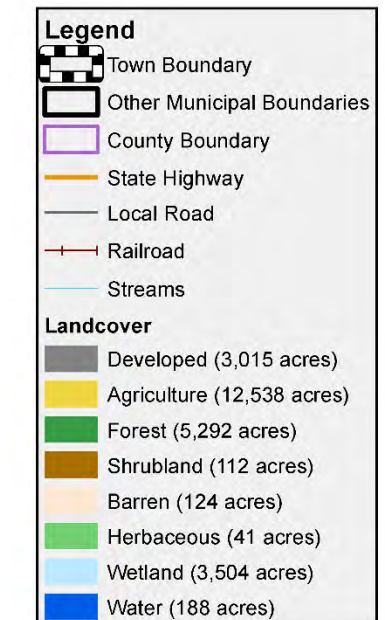 Legend
Town Boundary
Other Municipal Boundaries
County Boundary
State Highway
Local Road
Railroad
Streams
Landcover
Developed (3,015 acres)
Agriculture (12,538 acres)
Forest (5,292 acres)
Shrubland (112 acres)
Barren (124 acres)
Herbaceous (41 acres)
Wetland (3,504 acres)
Water (188 acres)